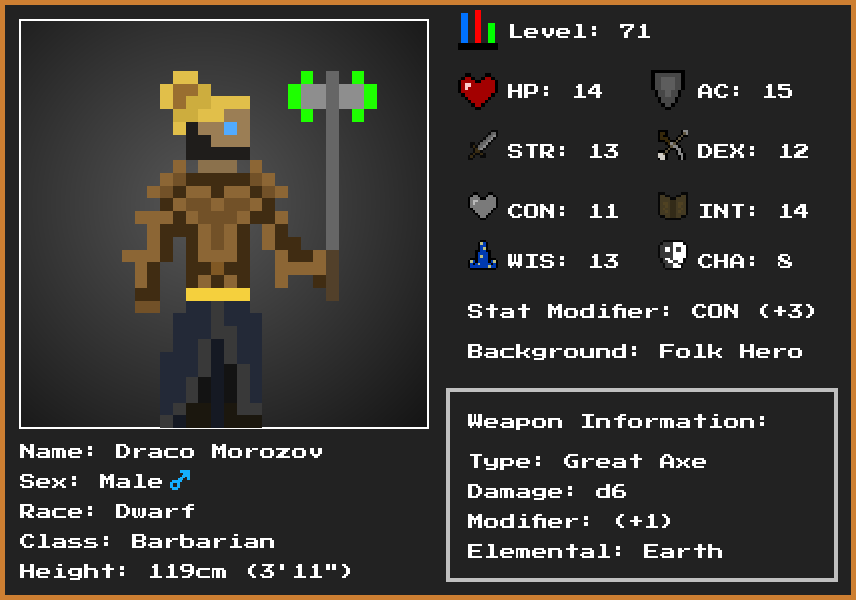 Level: 71
HP: 14
AC: 15
STR: 13
DEX: 12
CON: 11
INT: 14
WIS: 13
CHA: 8
Stat Modifier: CON (+3)
Background: Folk Hero
Weapon Information:
Type: Great Axe
Damage: d6
Modifier: (+1)
Elemental: Earth
Name: Draco Morozov
Sex: Male♂
Race: Dwarf
Class: Barbarian
Height: 119cm (3'11")